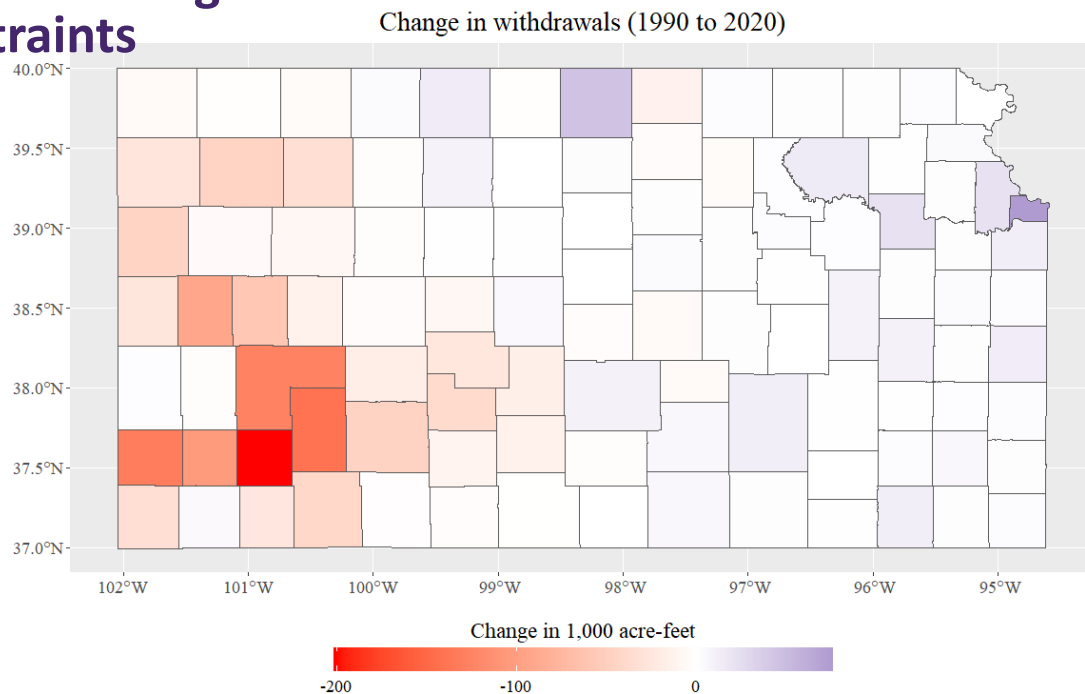 traints
Change in withdrawals (1990 to 2020)
40.0°N
39.5°N
39.0°N
38.5°N
38.0°N
37.5°N
37.0°N
102°W 101°W 100°W 99°W 98°W 97°W 96°W 95°W
Change in 1,000 acre-feet
-200 -100 0